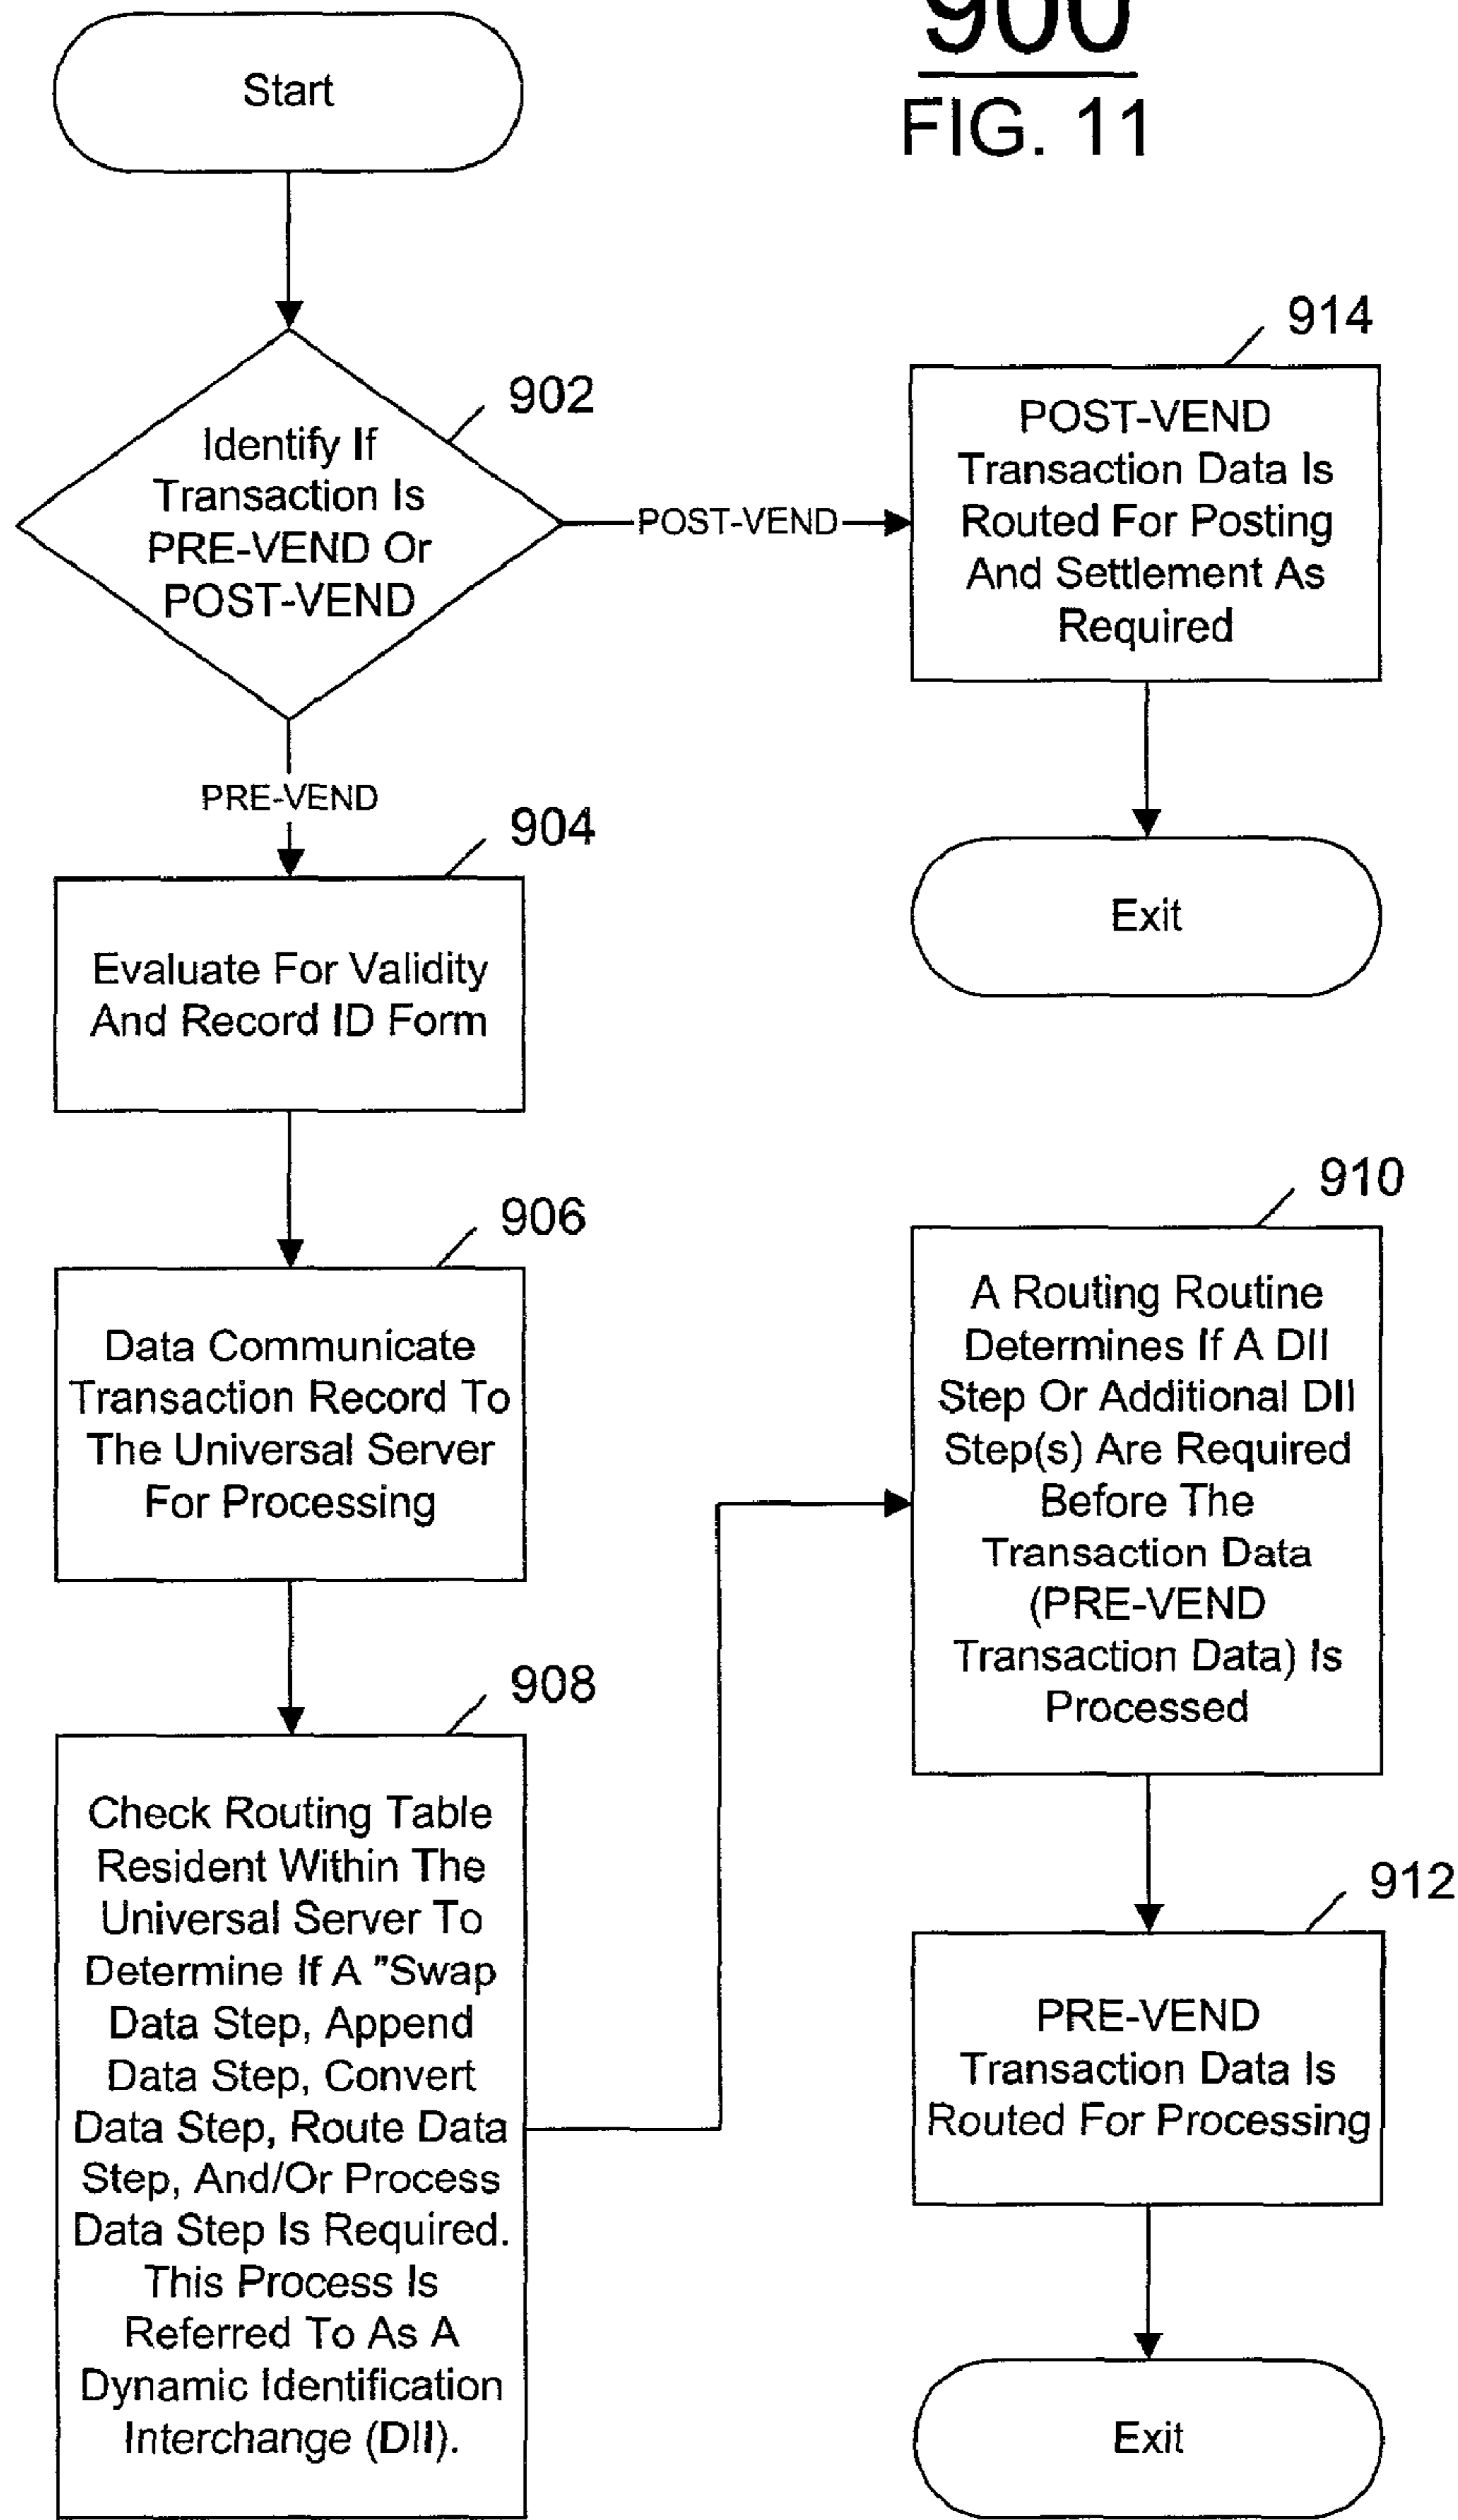 900
FIG. 11
Start
902
Identify If
Transaction Is
PRE-VEND Or
POST-VEND
POST-VEND
PRE-VEND
914
POST-VEND
Transaction Data Is
Routed For Posting
And Settlement As
Required
Exit
904
Evaluate For Validity
And Record ID Form
906
Data Communicate
Transaction Record To
The Universal Server
For Processing
908
Check Routing Table
Resident Within The
Universal Server To
Determine If A "Swap
Data Step, Append
Data Step, Convert
Data Step, Route Data
Step, And/Or Process
Data Step Is Required.
This Process Is
Referred To As A
Dynamic Identification
Interchange (DII).
910
A Routing Routine
Determines If A DII
Step Or Additional DII
Step(s) Are Required
Before The
Transaction Data
(PRE-VEND
Transaction Data) Is
Processed
912
PRE-VEND
Transaction Data Is
Routed For Processing
Exit